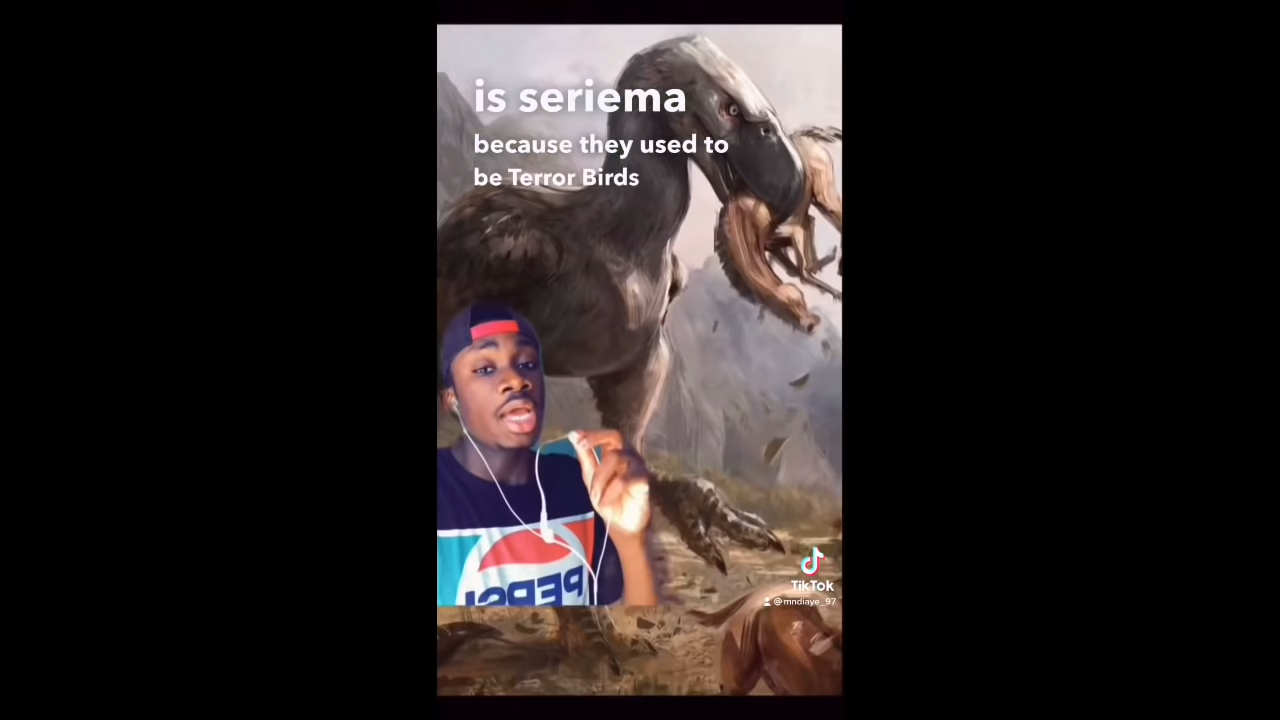 is seriema
because they used to
be Terror Birds
PEPSI
TikTok
@mndiaye_97